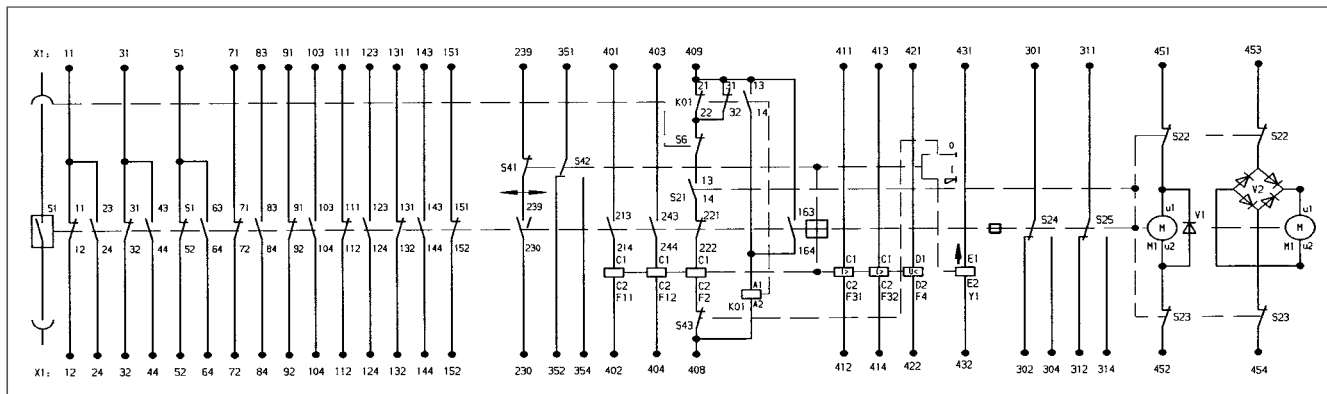 X1: 11 31 51 71 83 91 103 111 123 131 143 151 239 351 401 403 409 411 413 421 431 301 311 451 453
21 31 13
K01 22 32 14
S6
S41 S42
0
I
S22 S22
V2
13
S21 14
S1 11 23 31 43 51 63 71 83 91 103 111 123 131 143 151 239 213 243 221 163 S24 S25 u1 V1 u1
M M
12 24 32 44 52 64 72 84 92 104 112 124 132 144 152 230 214 244 222 164 M1 u2 M1 u2
C1 C1 C1 C1 C1 D1 E1
I> I> U<
A1
C2 C2 C2 A2 C2 C2 D2 E2
F11 F12 F2 K01 F31 F32 F4 Y1
S43 S23 S23
X1: 12 24 32 44 52 64 72 84 92 104 112 124 132 144 152 230 352 354 402 404 408 412 414 422 432 302 304 312 314 452 454